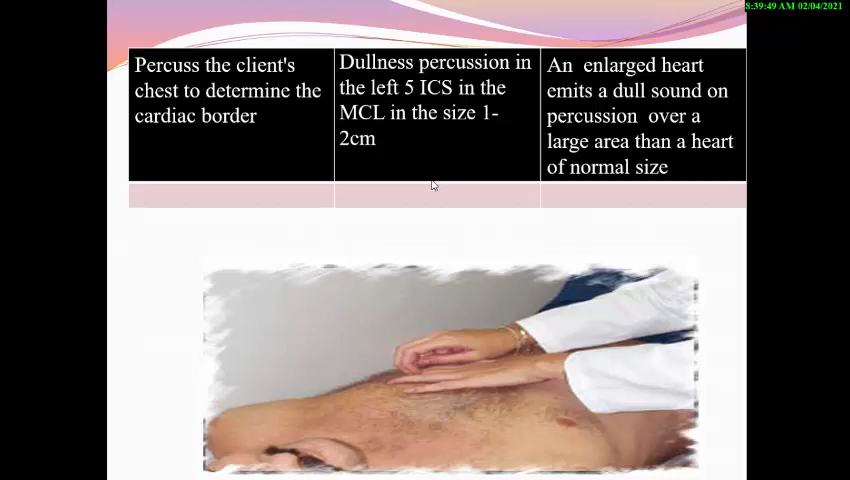 8:39:49 AM 02/04/2021
Percuss the client's
chest to determine the
cardiac border
Dullness percussion in
the left 5 ICS in the
MCL in the size 1-
2cm
An enlarged heart
emits a dull sound on
percussion over a
large area than a heart
of normal size